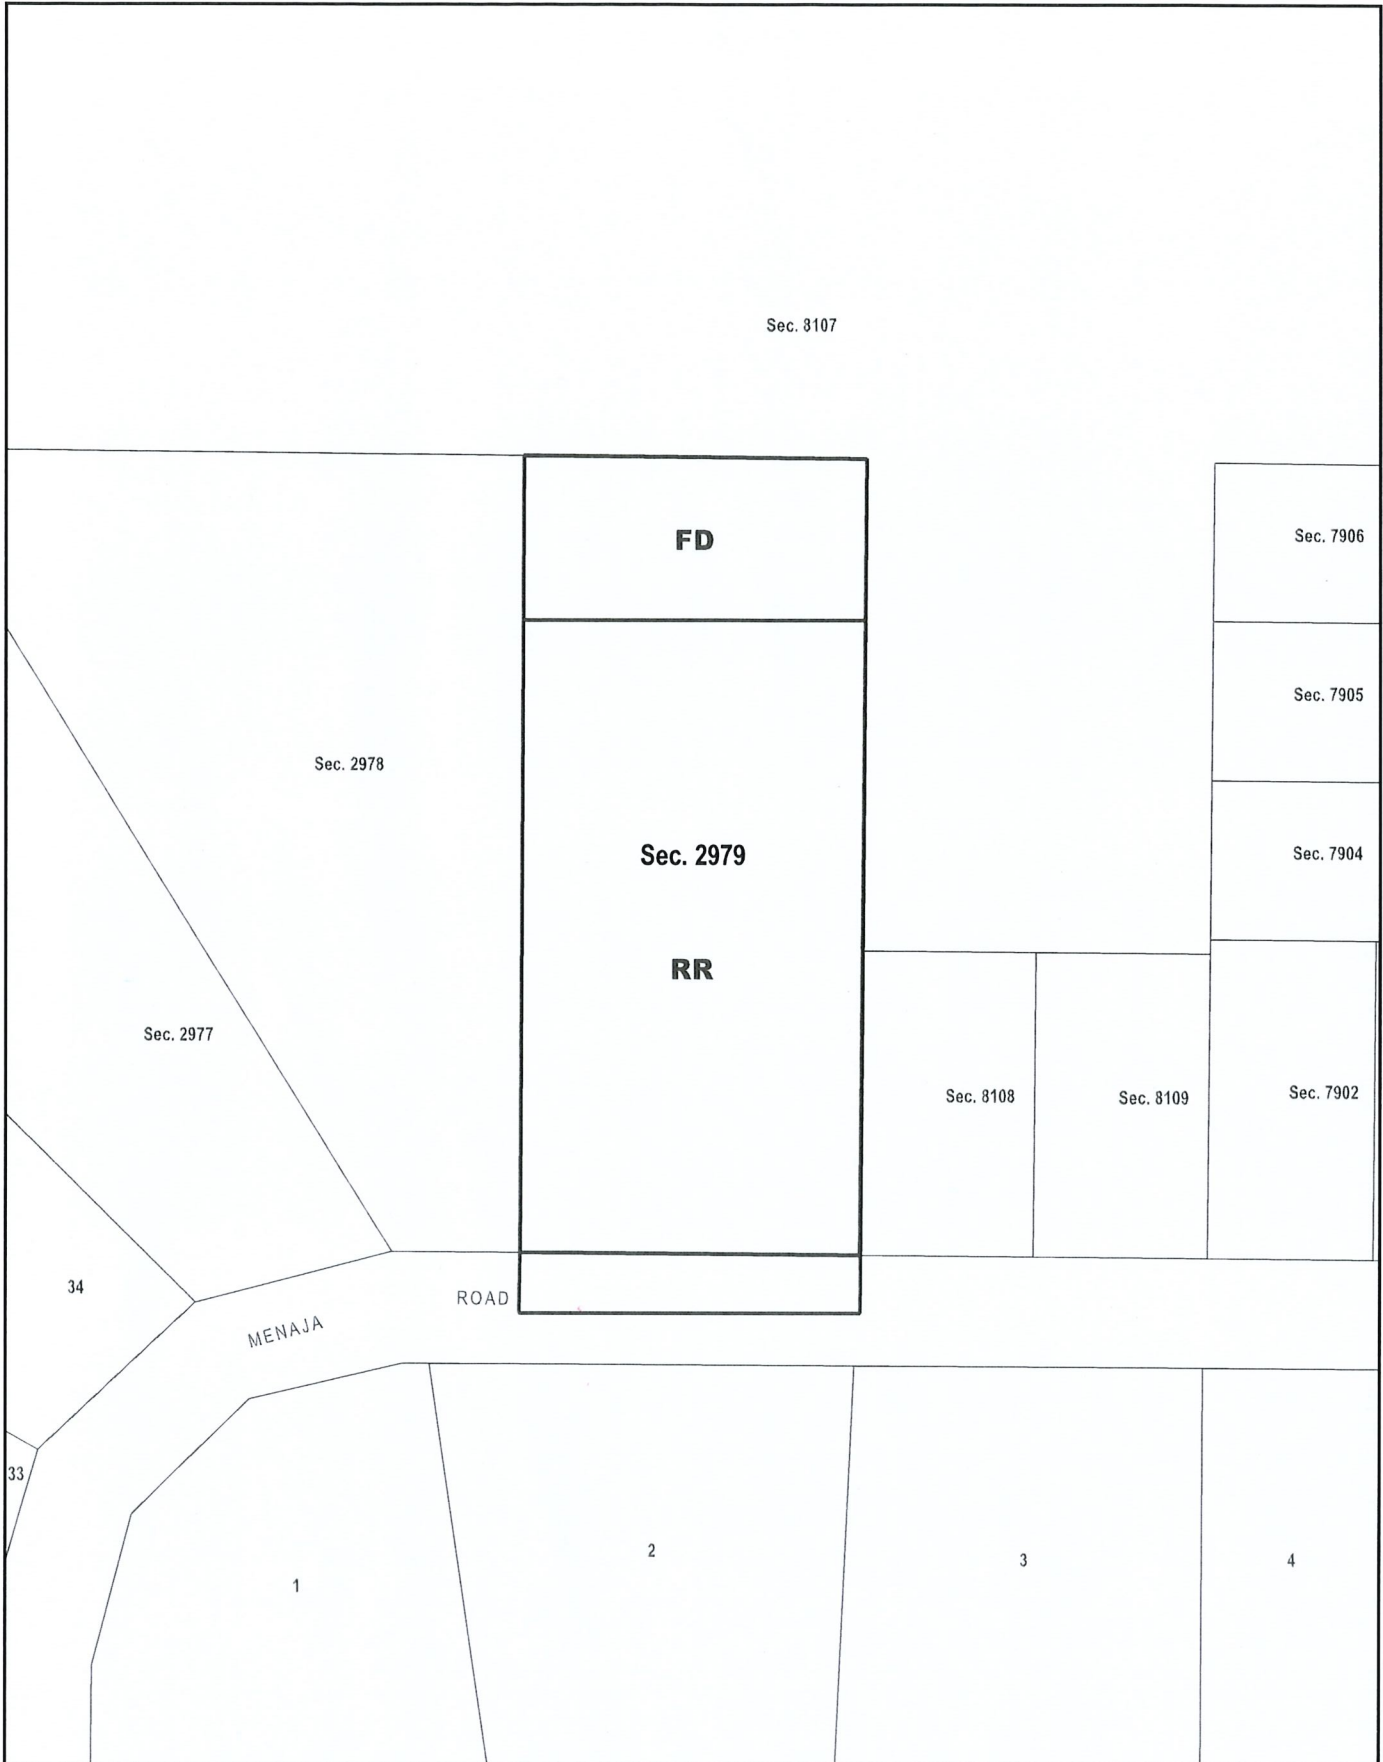 Sec. 8107
FD
Sec. 7906
Sec. 7905
Sec. 2978
Sec. 2979
Sec. 7904
RR
Sec. 2977
Sec. 8108
Sec. 8109
Sec. 7902
34
MENAJA ROAD
33
1
2
3
4